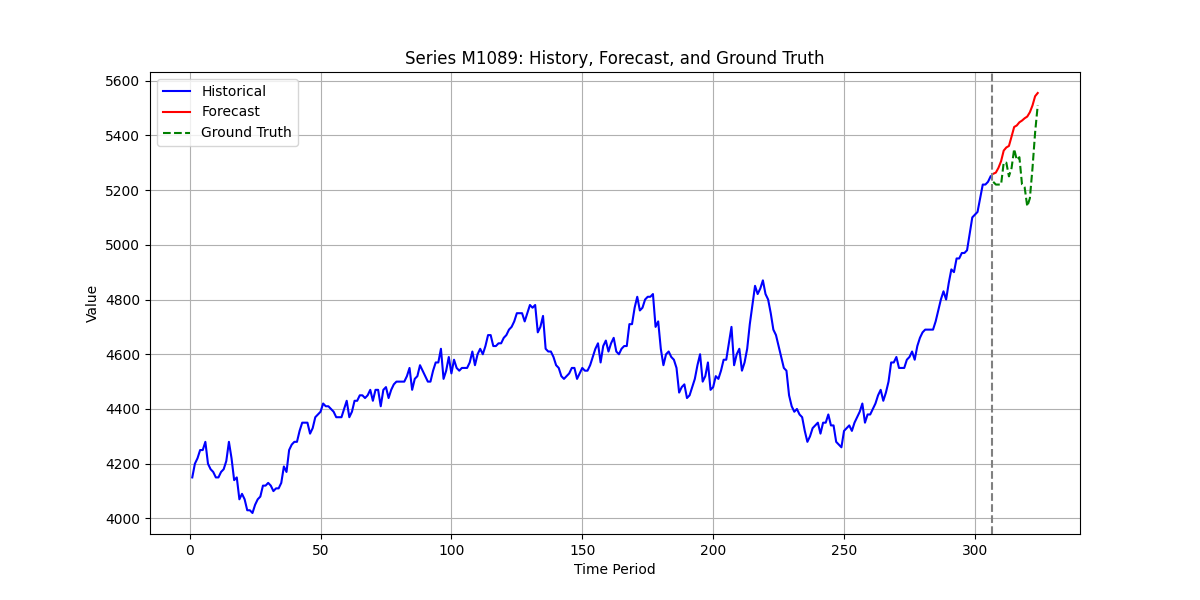 Series M1089: History, Forecast, and Ground Truth
Historical
Forecast
Ground Truth
Value
5600
5400
5200
5000
4800
4600
4400
4200
4000
0 50 100 150 200 250 300
Time Period